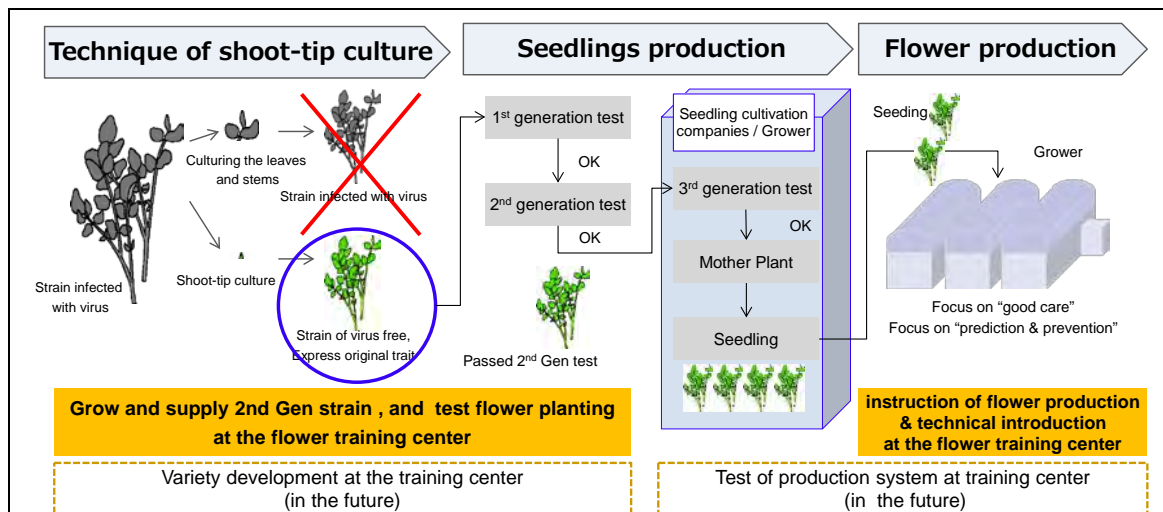 Technique of shoot-tip culture
Seedlings production
Flower production
Strain infected
with virus
Culturing the leaves
and stems
Strain infected with virus
Shoot-tip culture
Strain of virus free,
Express original trait
1st generation test
OK
2nd generation test
OK
Passed 2nd Gen test
Seedling cultivation
companies / Grower
3rd generation test
OK
Mother Plant
Seedling
Seeding
Grower
Focus on “good care”
Focus on “prediction & prevention”
Grow and supply 2nd Gen strain , and test flower planting
at the flower training center
instruction of flower production
& technical introduction
at the flower training center
Variety development at the training center
(in the future)
Test of production system at training center
(in the future)